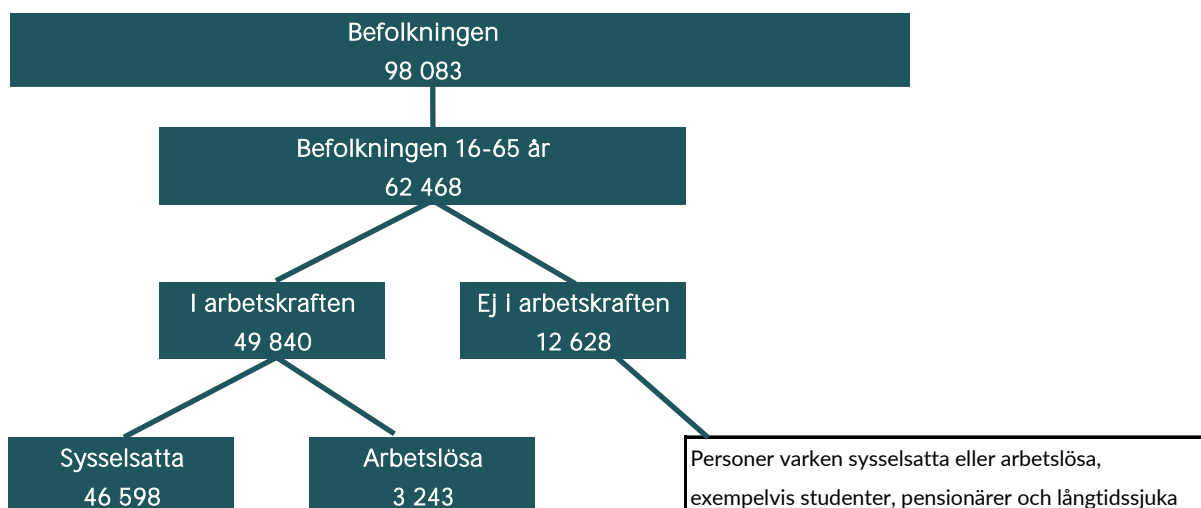 Befolkningen
98 083
Befolkningen 16-65 år
62 468
I arbetskraften
49 840
Ej i arbetskraften
12 628
Sysselsatta
46 598
Arbetslösa
3 243
Personer varken sysselsatta eller arbetslösa,
exempelvis studenter, pensionärer och långtidssjuka